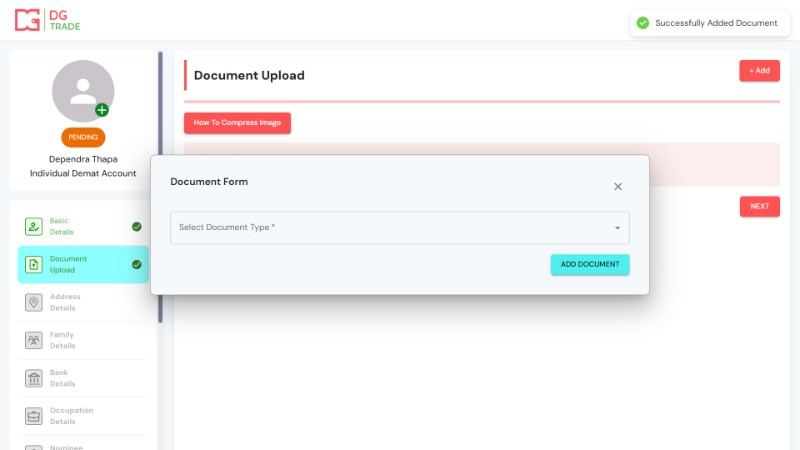 DG
TRADE
Successfully Added Document
PENDING
Dependra Thapa
Individual Demat Account
Basic
Details
Document
Upload
Address
Details
Family
Details
Bank
Details
Occupation
Details
Nominee
Document Upload
+ Add
How To Compress Image
NEXT
Document Form
Select Document Type *
ADD DOCUMENT